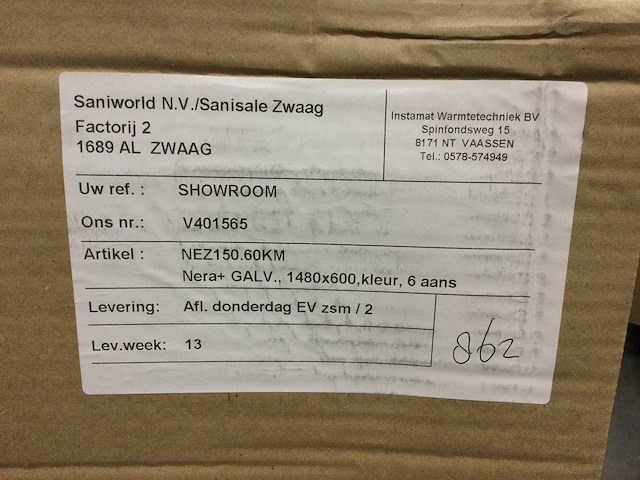 Saniworld N.V./Sanisale Zwaag
Factorij 2
1689 AL ZWAAG
Instamat Warmtetechniek BV
Spinfondsweg 15
8171 NT VAASSEN
Tel.: 0578-574949
Uw ref. : SHOWROOM
Ons nr.: V401565
Artikel : NEZ150.60KM
Nera+ GALV., 1480x600,kleur, 6 aans
Levering: Afl. donderdag EV zsm / 2
Lev.week: 13
862